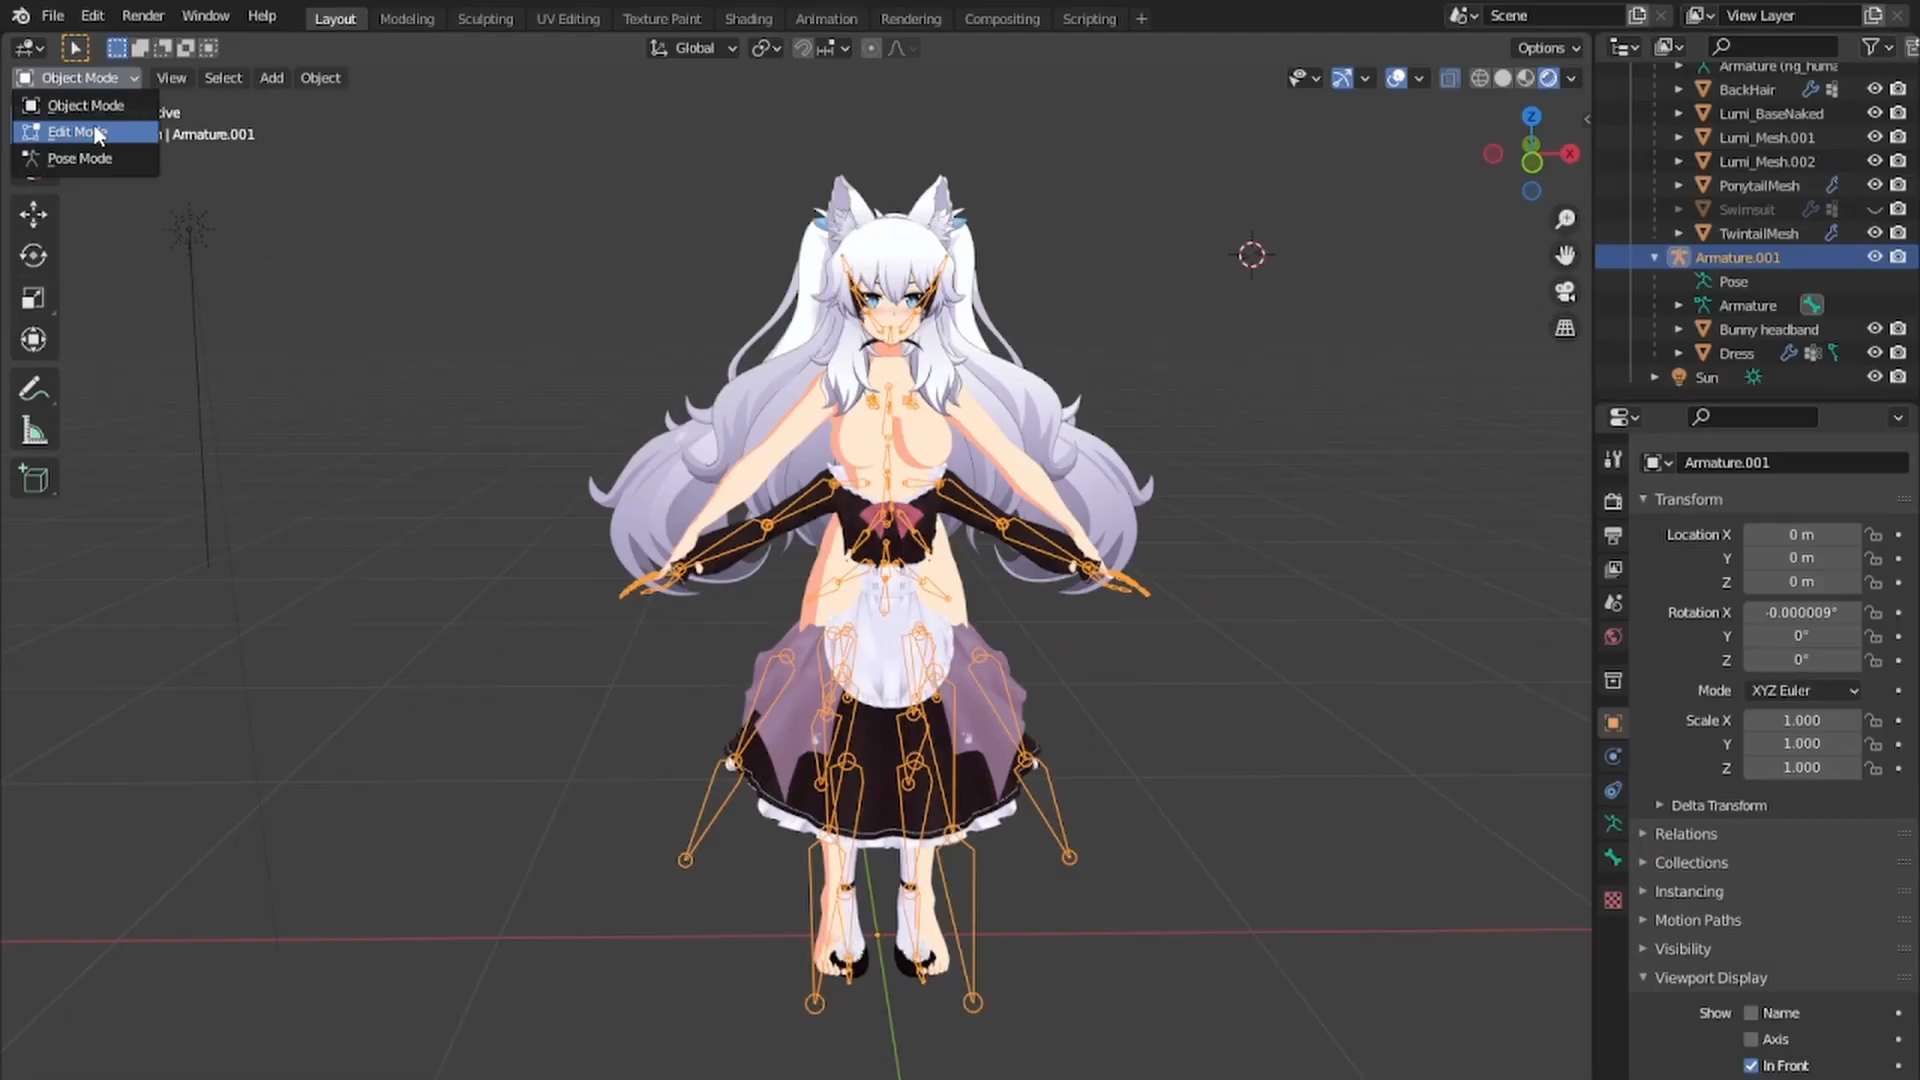 File Edit Render Window Help
Layout Modeling Sculpting UV Editing Texture Paint Shading Animation Rendering Compositing Scripting +
Scene
View Layer
Global
Options
Object Mode View Select Add Object
Object Mode
Edit Mode
Pose Mode
| Armature.001
Z
X
Armature (rig_huma
BackHair
Lumi_BaseNaked
Lumi_Mesh.001
Lumi_Mesh.002
PonytailMesh
Swimsuit
TwintailMesh
Armature.001
Pose
Armature
Bunny headband
Dress
Sun
Armature.001
Transform
Location X 0 m
Y 0 m
Z 0 m
Rotation X -0.000009°
Y 0°
Z 0°
Mode XYZ Euler
Scale X 1.000
Y 1.000
Z 1.000
Delta Transform
Relations
Collections
Instancing
Motion Paths
Visibility
Viewport Display
Show Name
Axis
In Front